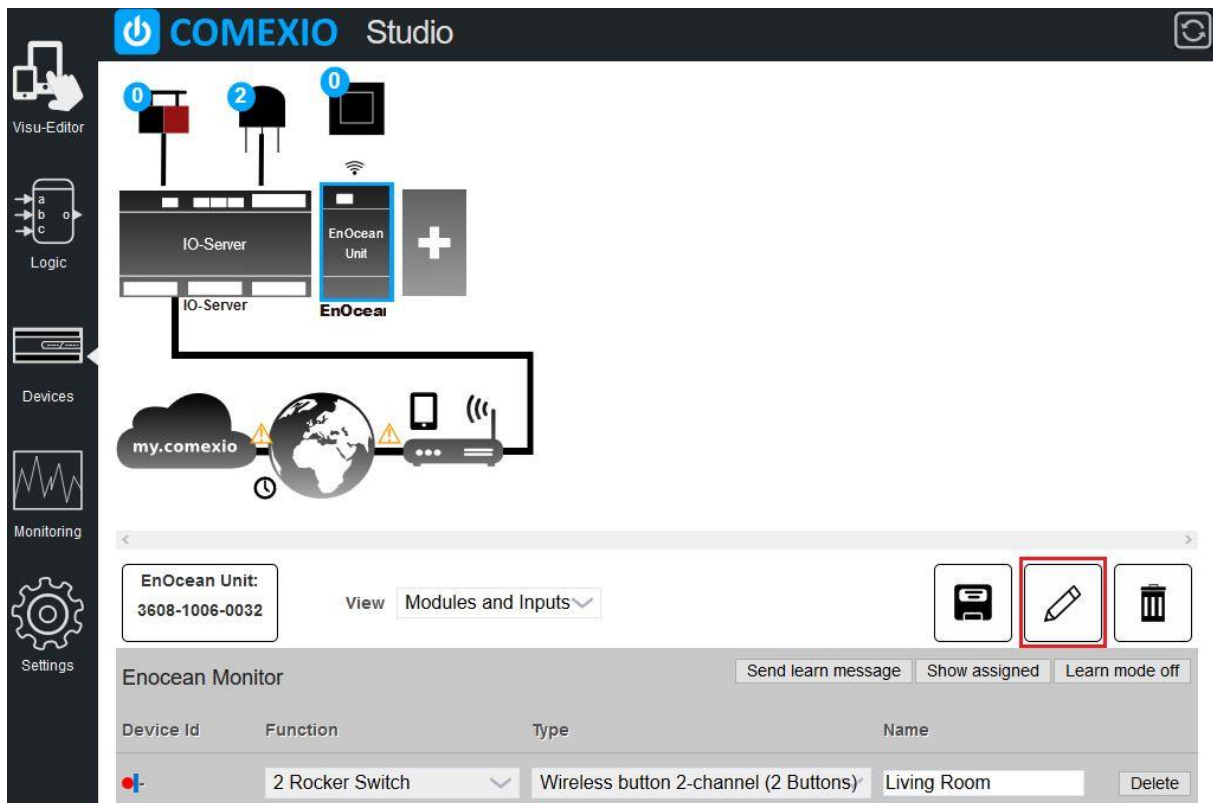 COMEXIO Studio
0
2
0
Visu-Editor
a
b o
c
Logic
IO-Server
EnOcean
Unit
IO-Server
EnOcean
Devices
my.comexio
Monitoring
EnOcean Unit:
3608-1006-0032
View Modules and Inputs
Settings
Enocean Monitor
Send learn message Show assigned Learn mode off
Device Id Function Type Name
2 Rocker Switch Wireless button 2-channel (2 Buttons) Living Room Delete